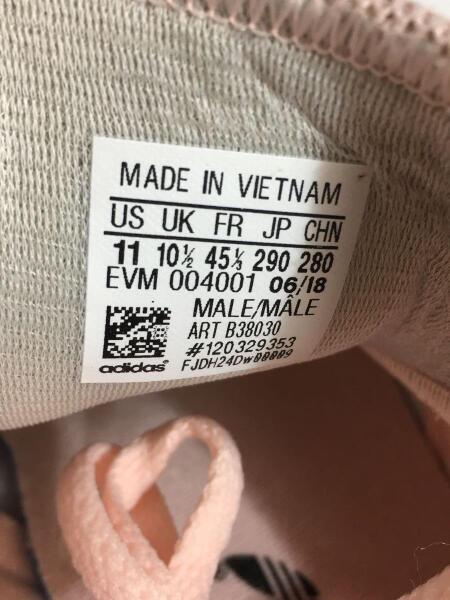 MADE IN VIETNAM
US UK FR JP CHN
11 10½ 45⅓ 290 280
EVM 004001 06/18
MALE/MÂLE
ART B38030
#120329353
adidas® FJDH24DW00009